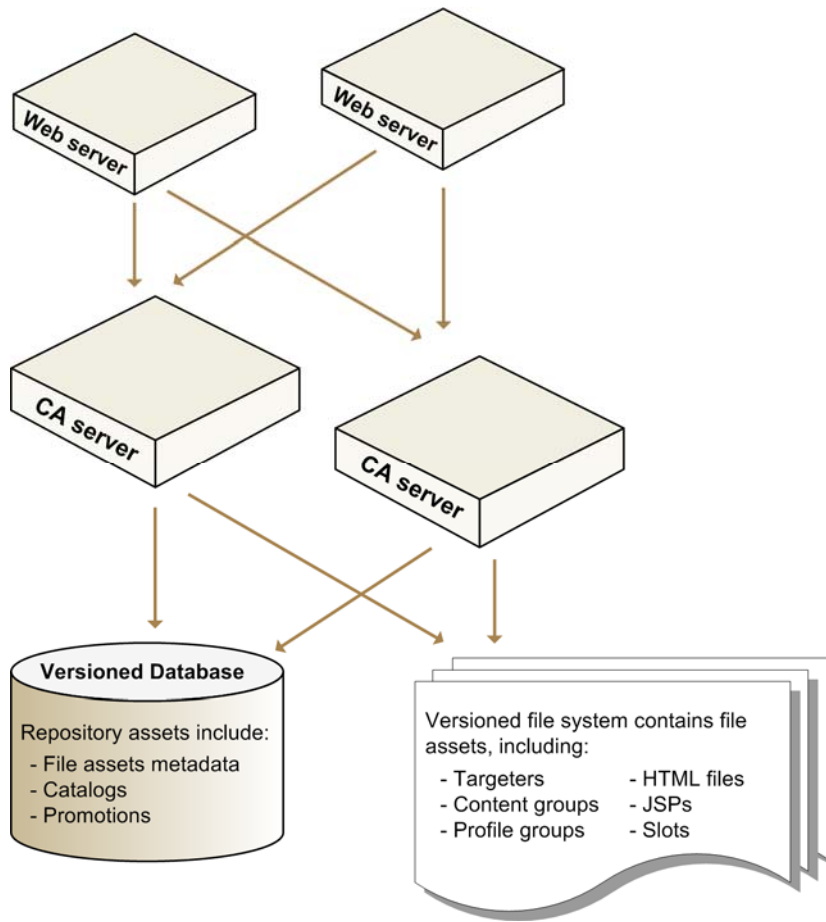 Web server
Web server
CA server
CA server
Versioned Database
Repository assets include:
- File assets metadata
- Catalogs
- Promotions
Versioned file system contains file
assets, including:
- Targeters
- Content groups
- Profile groups
- HTML files
- JSPs
- Slots